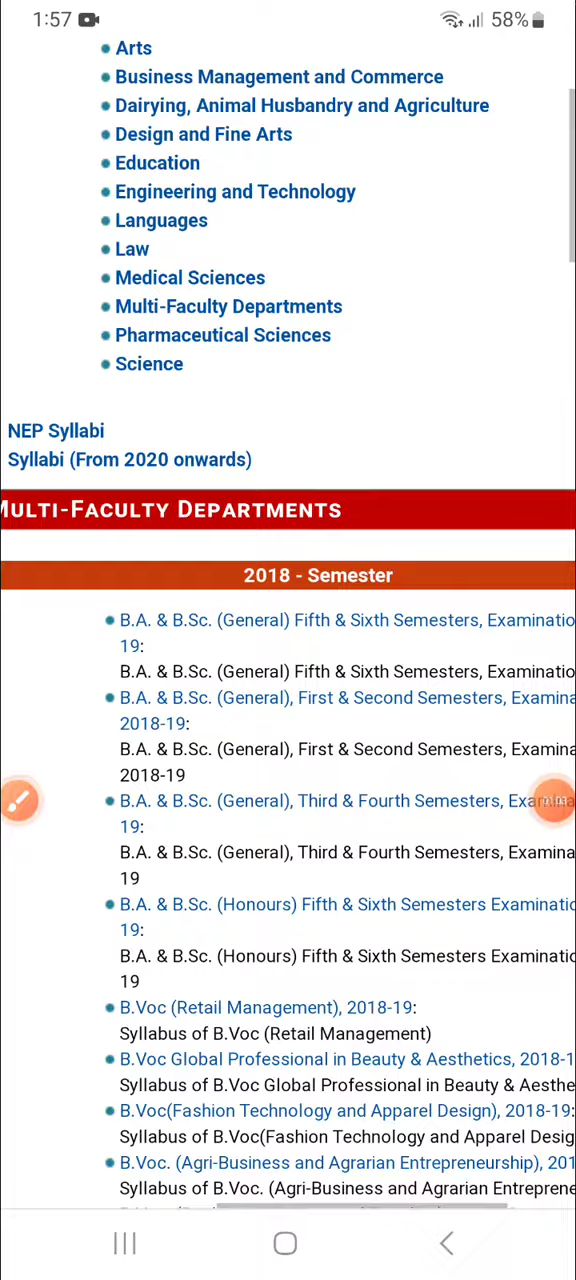 1:57 58%
Arts
Business Management and Commerce
Dairying, Animal Husbandry and Agriculture
Design and Fine Arts
Education
Engineering and Technology
Languages
Law
Medical Sciences
Multi-Faculty Departments
Pharmaceutical Sciences
Science
NEP Syllabi
Syllabi (From 2020 onwards)
MULTI-FACULTY DEPARTMENTS
2018 - Semester
B.A. & B.Sc. (General) Fifth & Sixth Semesters, Examinatio
19:
B.A. & B.Sc. (General) Fifth & Sixth Semesters, Examinatio
B.A. & B.Sc. (General), First & Second Semesters, Examina
2018-19:
B.A. & B.Sc. (General), First & Second Semesters, Examina
2018-19
B.A. & B.Sc. (General), Third & Fourth Semesters, Examina
19:
B.A. & B.Sc. (General), Third & Fourth Semesters, Examina
19
B.A. & B.Sc. (Honours) Fifth & Sixth Semesters Examinatio
19:
B.A. & B.Sc. (Honours) Fifth & Sixth Semesters Examinatio
19
B.Voc (Retail Management), 2018-19:
Syllabus of B.Voc (Retail Management)
B.Voc Global Professional in Beauty & Aesthetics, 2018-1
Syllabus of B.Voc Global Professional in Beauty & Aesthe
B.Voc(Fashion Technology and Apparel Design), 2018-19:
Syllabus of B.Voc(Fashion Technology and Apparel Desig
B.Voc. (Agri-Business and Agrarian Entrepreneurship), 201
Syllabus of B.Voc. (Agri-Business and Agrarian Entreprene